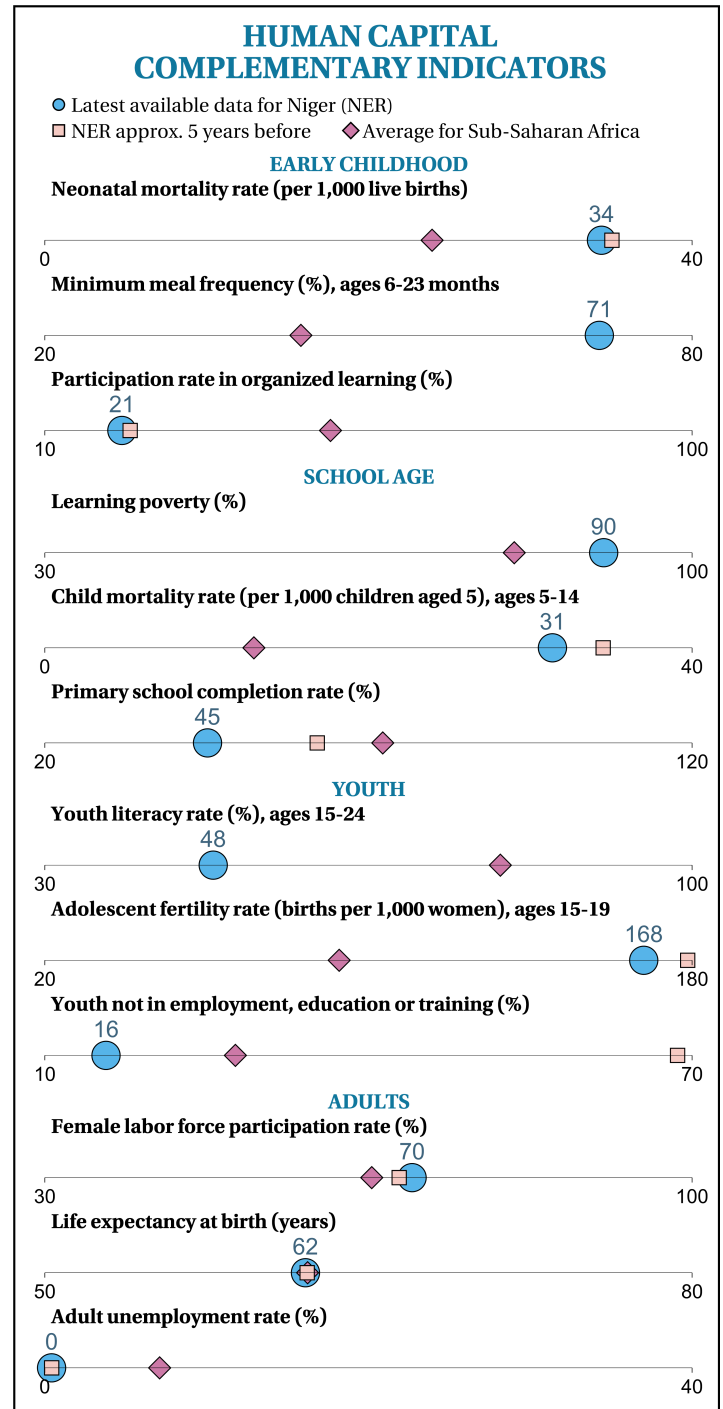 HUMAN CAPITAL
COMPLEMENTARY INDICATORS
Latest available data for Niger (NER)
NER approx. 5 years before Average for Sub-Saharan Africa
EARLY CHILDHOOD
Neonatal mortality rate (per 1,000 live births)
34
0 40
Minimum meal frequency (%), ages 6-23 months
71
20 80
Participation rate in organized learning (%)
21
10 100
SCHOOL AGE
Learning poverty (%)
90
30 100
Child mortality rate (per 1,000 children aged 5), ages 5-14
31
0 40
Primary school completion rate (%)
45
20 120
YOUTH
Youth literacy rate (%), ages 15-24
48
30 100
Adolescent fertility rate (births per 1,000 women), ages 15-19
168
20 180
Youth not in employment, education or training (%)
16
10 70
ADULTS
Female labor force participation rate (%)
70
30 100
Life expectancy at birth (years)
62
50 80
Adult unemployment rate (%)
0
0 40